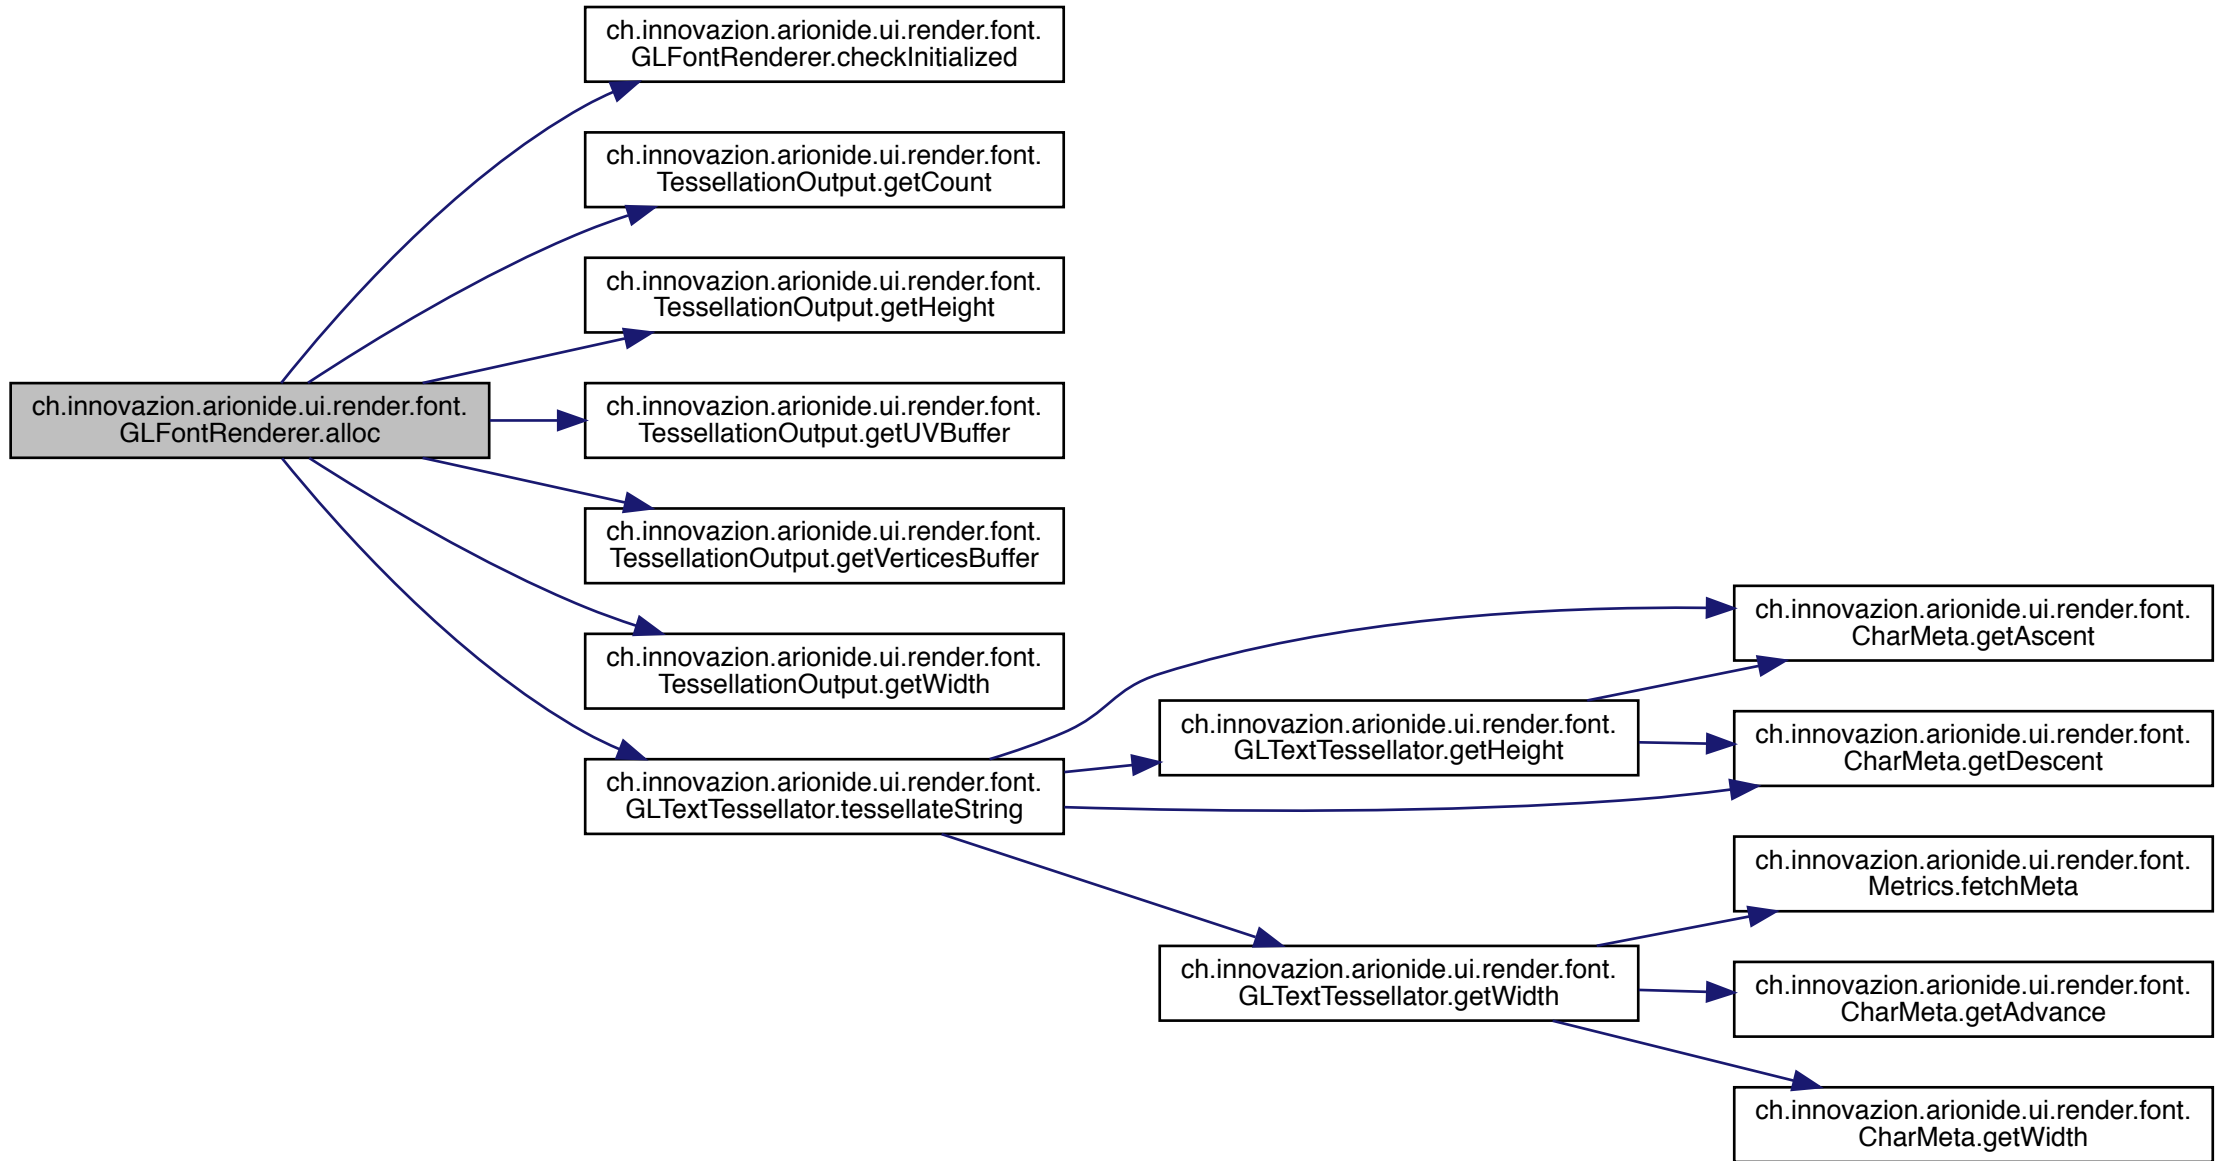 ch.innovazion.arionide.ui.render.font.
GLFontRenderer.alloc
ch.innovazion.arionide.ui.render.font.
GLFontRenderer.checkInitialized
ch.innovazion.arionide.ui.render.font.
TessellationOutput.getCount
ch.innovazion.arionide.ui.render.font.
TessellationOutput.getHeight
ch.innovazion.arionide.ui.render.font.
TessellationOutput.getUVBuffer
ch.innovazion.arionide.ui.render.font.
TessellationOutput.getVerticesBuffer
ch.innovazion.arionide.ui.render.font.
TessellationOutput.getWidth
ch.innovazion.arionide.ui.render.font.
GLTextTessellator.tessellateString
ch.innovazion.arionide.ui.render.font.
GLTextTessellator.getHeight
ch.innovazion.arionide.ui.render.font.
GLTextTessellator.getWidth
ch.innovazion.arionide.ui.render.font.
CharMeta.getAscent
ch.innovazion.arionide.ui.render.font.
CharMeta.getDescent
ch.innovazion.arionide.ui.render.font.
Metrics.fetchMeta
ch.innovazion.arionide.ui.render.font.
CharMeta.getAdvance
ch.innovazion.arionide.ui.render.font.
CharMeta.getWidth